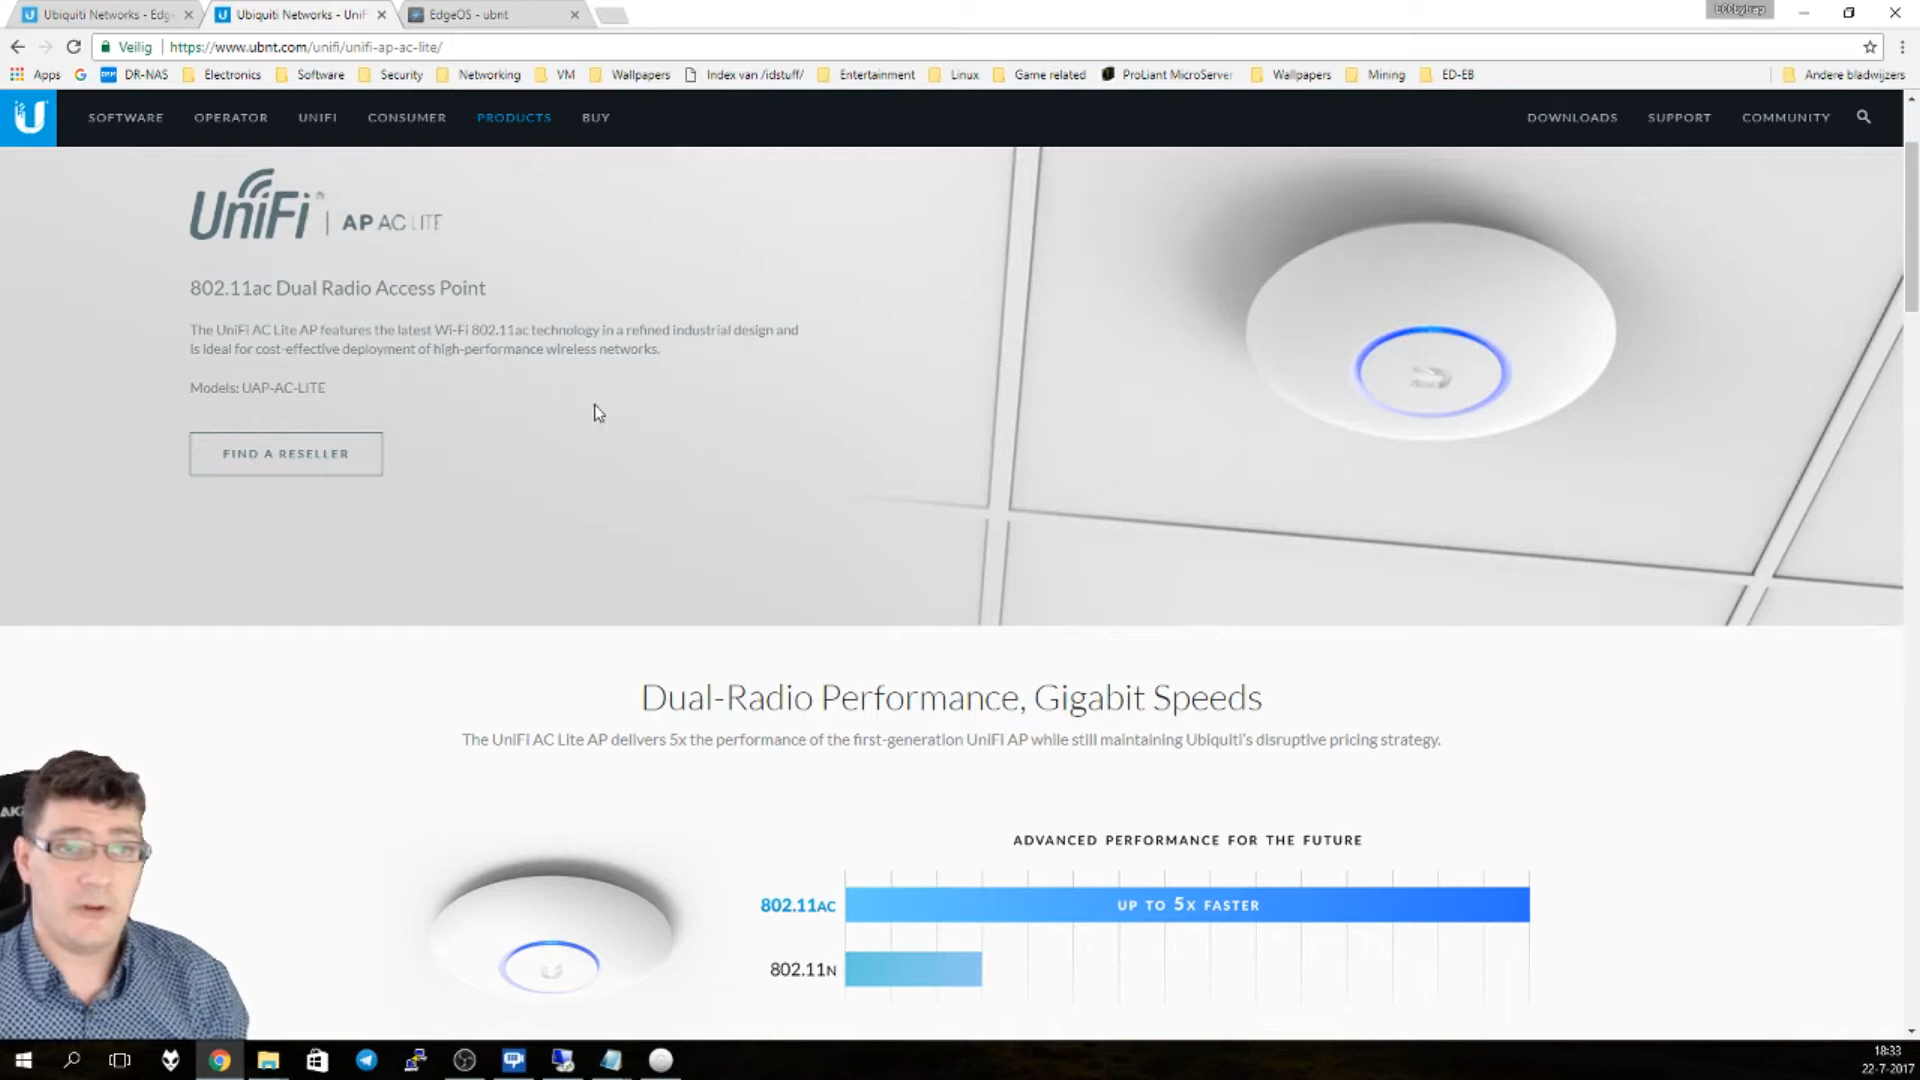 Ubiquiti Networks - Edg
Ubiquiti Networks - UniF
EdgeOS - ubnt
Veilig
https://www.ubnt.com/unifi/unifi-ap-ac-lite/
Apps
DR-NAS
Electronics
Software
Security
Networking
VM
Wallpapers
Index van /idstuff/
Entertainment
Linux
Game related
ProLiant MicroServer
Wallpapers
Mining
ED-EB
Andere bladwijzers
SOFTWARE
OPERATOR
UNIFI
CONSUMER
PRODUCTS
BUY
DOWNLOADS
SUPPORT
COMMUNITY
UniFi® | AP AC LITE
802.11ac Dual Radio Access Point
The UniFi AC Lite AP features the latest Wi-Fi 802.11ac technology in a refined industrial design and
is ideal for cost-effective deployment of high-performance wireless networks.
Models: UAP-AC-LITE
FIND A RESELLER
Dual-Radio Performance, Gigabit Speeds
The UniFi AC Lite AP delivers 5x the performance of the first-generation UniFi AP while still maintaining Ubiquiti's disruptive pricing strategy.
ADVANCED PERFORMANCE FOR THE FUTURE
802.11AC
UP TO 5X FASTER
802.11N
18:33
22-7-2017